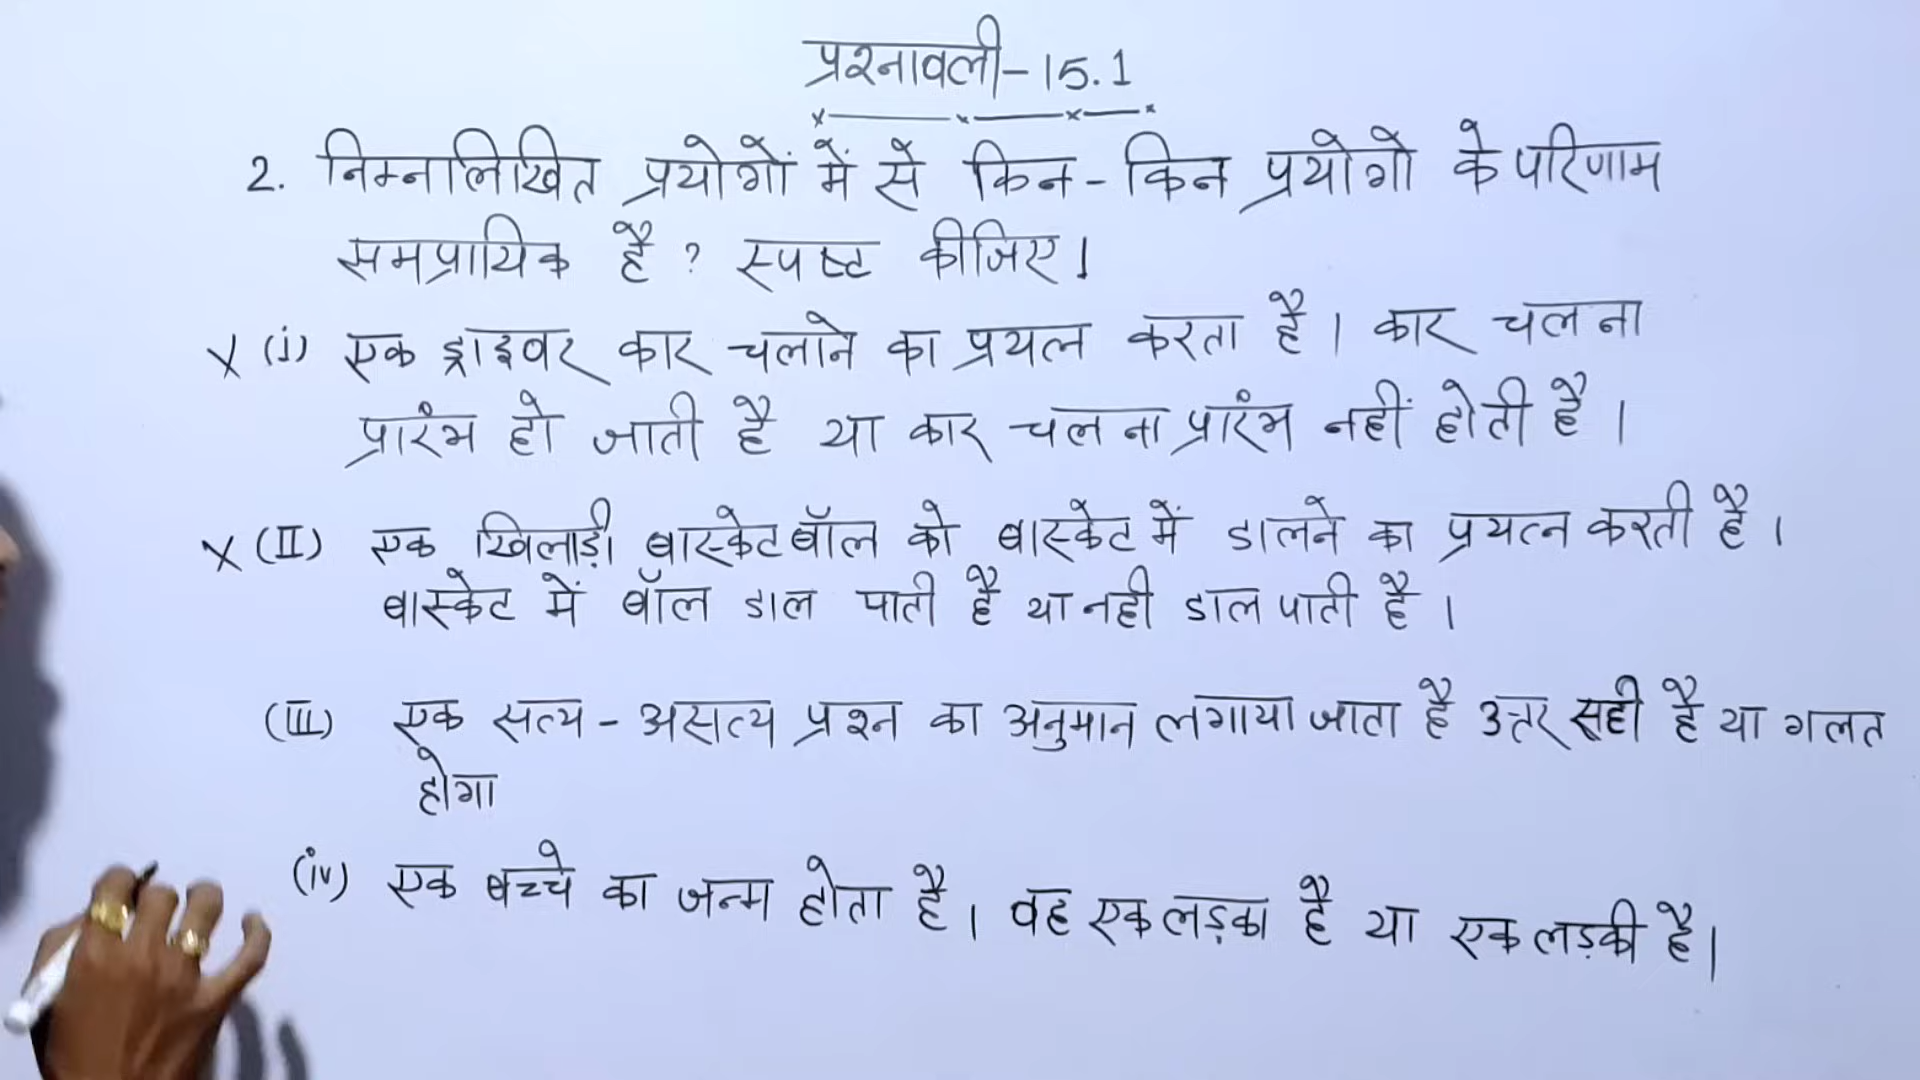 प्रश्नावली-15.1
2. निम्नलिखित प्रयोगों में से किन-किन प्रयोगो के परिणाम
समप्रायिक है ? स्पष्ट कीजिए।
X (i) एक ड्राइवर कार चलाने का प्रयत्न करता है। कार चलना
प्रारंभ हो जाती है या कार चलना प्रारंभ नहीं होती है।
X (II) एक खिलाड़ी बास्केटबॉल को बास्केट में डालने का प्रयत्न करती है।
बास्केट में बॉल डाल पाती है या नही डाल पाती है।
(III) एक सत्य-असत्य प्रश्न का अनुमान लगाया जाता है उत्तर सही है या गलत
होगा
(iv) एक बच्चे का जन्म होता है। वह एक लड़का है या एक लड़की है।